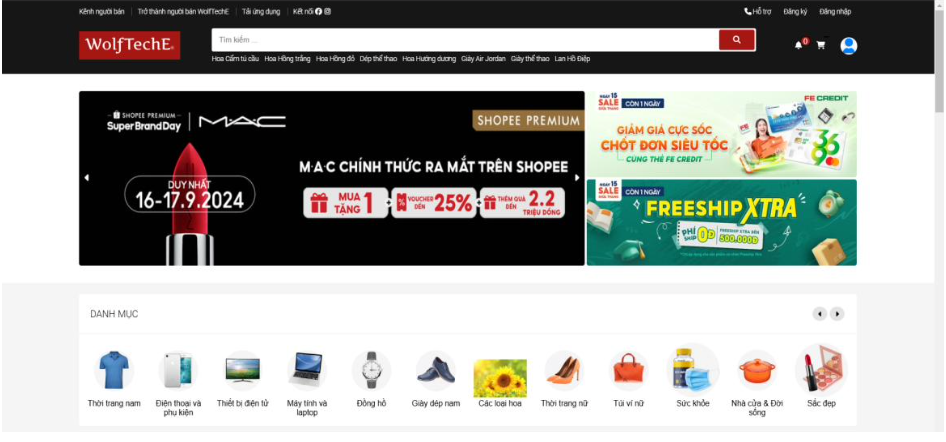 Kênh người bán
Trở thành người bán WolfTechE
Tải ứng dụng
Kết nối
Hỗ trợ
Đăng ký
Đăng nhập
WolfTechE.
Tìm kiếm ...
0
Hoa Cẩm tú cầu Hoa Hồng trắng Hoa Hồng đỏ Dép thể thao Hoa Hướng dương Giày Air Jordan Giày thể thao Lan Hồ Điệp
SHOPEE PREMIUM
Super Brand Day
MAC
SHOPEE PREMIUM
DUY NHẤT
16-17.9.2024
M·A·C CHÍNH THỨC RA MẮT TRÊN SHOPEE
MUA 1
TẶNG
VOUCHER ĐẾN 25%
THÊM QUÀ ĐẾN 2.2 TRIỆU ĐỒNG
NGÀY 15
SALE
GIỮA THÁNG
CÒN 1 NGÀY
FE CREDIT
GIẢM GIÁ CỰC SỐC
CHỐT ĐƠN SIÊU TỐC
CÙNG THẺ FE CREDIT
NGÀY 15
SALE
GIỮA THÁNG
CÒN 1 NGÀY
FREESHIP XTRA
PHÍ SHIP 0Đ
FREESHIP XTRA ĐẾN
500.000Đ
DANH MỤC
Thời trang nam
Điện thoại và
phụ kiện
Thiết bị điện tử
Máy tính và
laptop
Đồng hồ
Giày dép nam
Các loại hoa
Thời trang nữ
Túi ví nữ
Sức khỏe
Nhà cửa & Đời
sống
Sắc đẹp